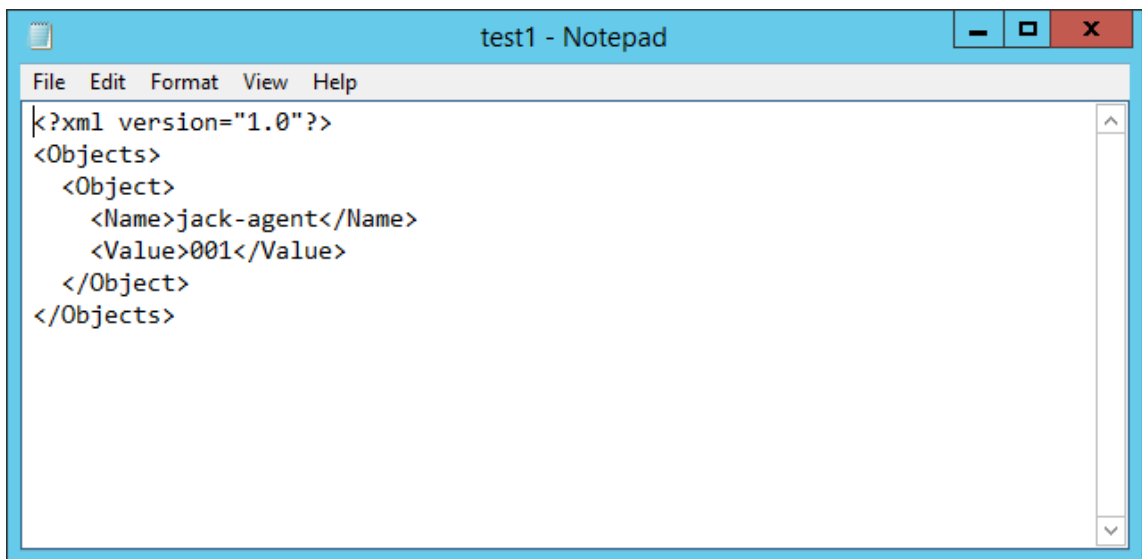 test1 - Notepad
File Edit Format View Help
<?xml version="1.0"?>
<Objects>
  <Object>
    <Name>jack-agent</Name>
    <Value>001</Value>
  </Object>
</Objects>